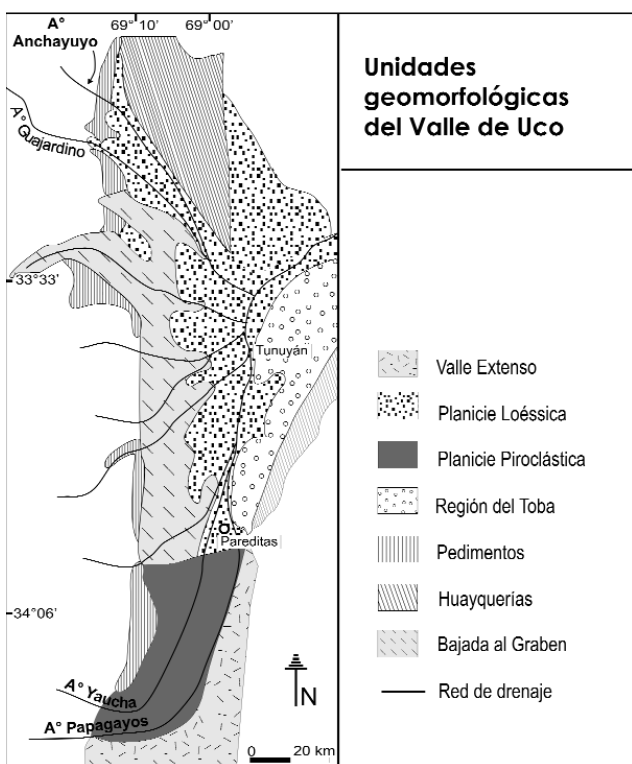 69° 10' 69° 00'
A°
Anchayuyo
A° Guajardino
33°33'
Tunuyán
Pareditas
34°06'
A° Yaucha
A° Papagayos
N
0 20 km
Unidades
geomorfológicas
del Valle de Uco
Valle Extenso
Planicie Loéssica
Planicie Piroclástica
Región del Toba
Pedimentos
Huayquerías
Bajada al Graben
Red de drenaje